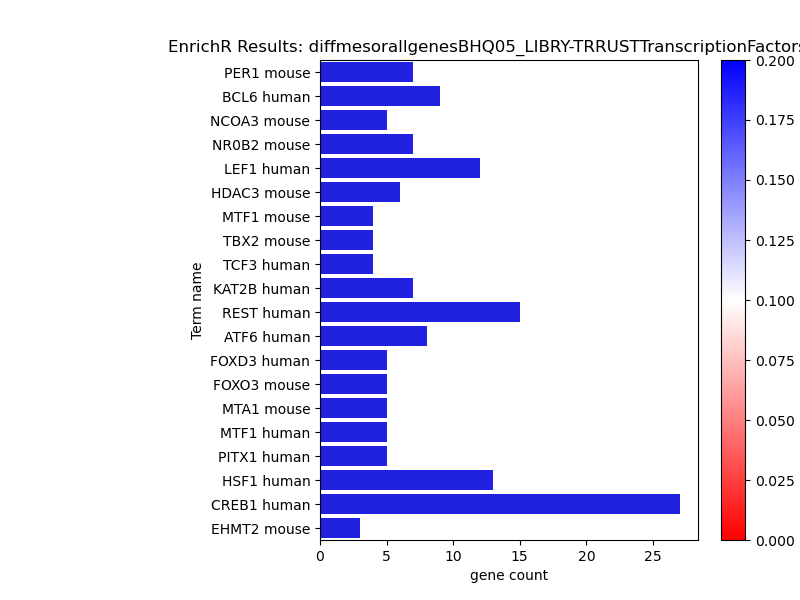 EnrichR Results: diffmesorallgenesBHQ05_LIBRY-TRRUSTTranscriptionFactors
PER1 mouse
BCL6 human
NCOA3 mouse
NR0B2 mouse
LEF1 human
HDAC3 mouse
MTF1 mouse
TBX2 mouse
TCF3 human
KAT2B human
REST human
ATF6 human
FOXD3 human
FOXO3 mouse
MTA1 mouse
MTF1 human
PITX1 human
HSF1 human
CREB1 human
EHMT2 mouse
Term name
0 5 10 15 20 25
gene count
0.200
0.175
0.150
0.125
0.100
0.075
0.050
0.025
0.000